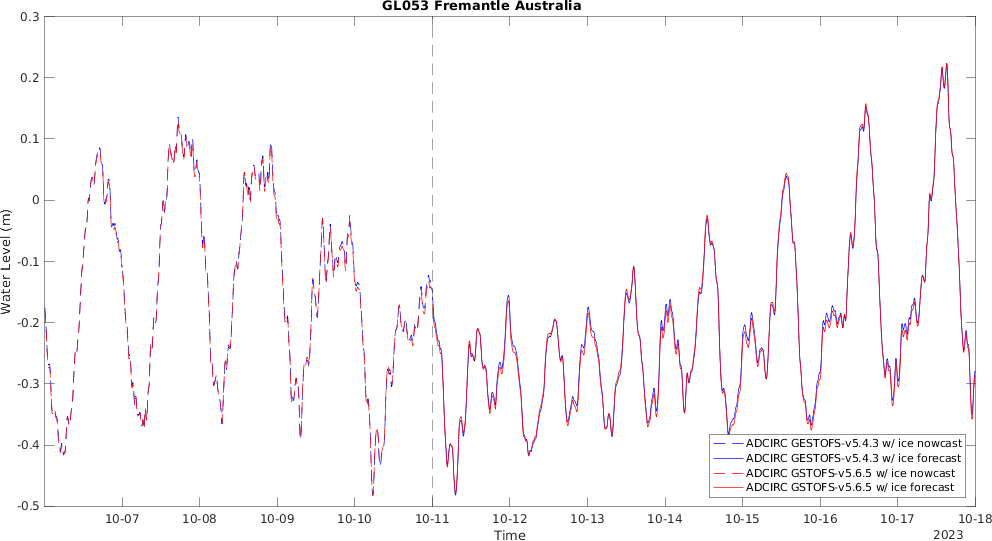 GL053 Fremantle Australia
0.3
0.2
0.1
0
-0.1
-0.2
-0.3
-0.4
-0.5
Water Level (m)
ADCIRC GESTOFS-v5.4.3 w/ ice nowcast
ADCIRC GESTOFS-v5.4.3 w/ ice forecast
ADCIRC GSTOFS-v5.6.5 w/ ice nowcast
ADCIRC GSTOFS-v5.6.5 w/ ice forecast
10-07 10-08 10-09 10-10 10-11 10-12 10-13 10-14 10-15 10-16 10-17 10-18
Time
2023